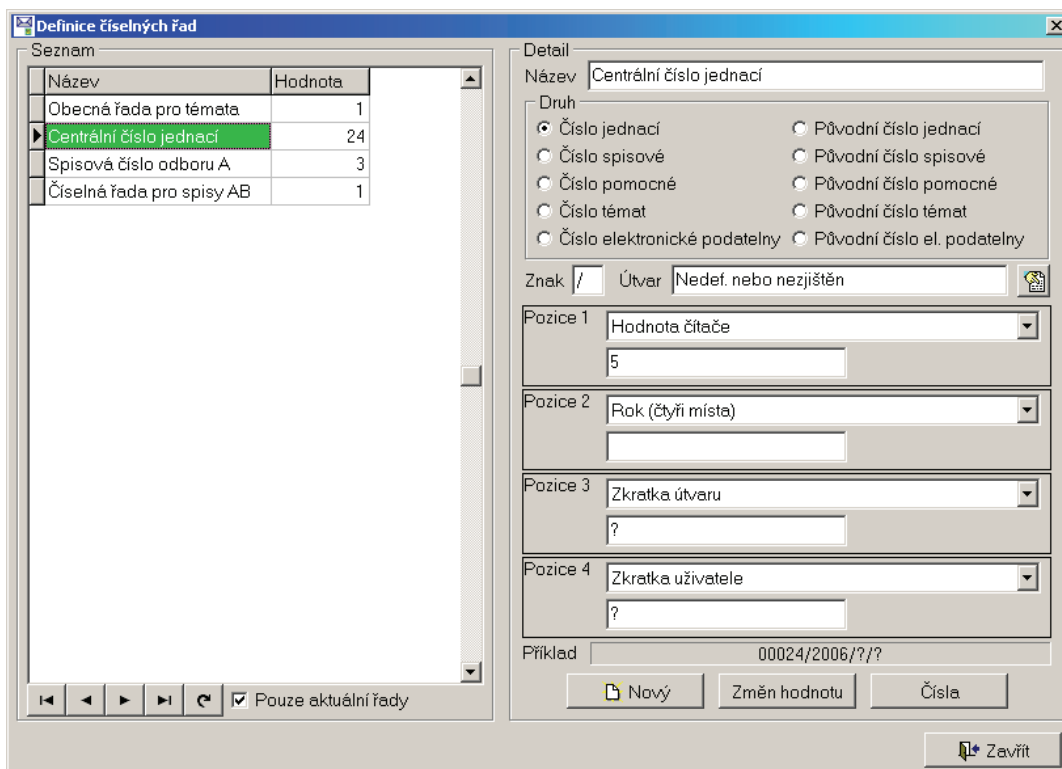 Definice číselných řad
Seznam
Název Hodnota
Obecná řada pro témata 1
Centrální číslo jednací 24
Spisová číslo odboru A 3
Číselná řada pro spisy AB 1
Pouze aktuální řady
Detail
Název Centrální číslo jednací
Druh
Číslo jednací Původní číslo jednací
Číslo spisové Původní číslo spisové
Číslo pomocné Původní číslo pomocné
Číslo témat Původní číslo témat
Číslo elektronické podatelny Původní číslo el. podatelny
Znak / Útvar Nedef. nebo nezjištěn
Pozice 1 Hodnota čítače
5
Pozice 2 Rok (čtyři místa)
Pozice 3 Zkratka útvaru
?
Pozice 4 Zkratka uživatele
?
Příklad 00024/2006/?/?
Nový Změn hodnotu Čísla
Zavřít